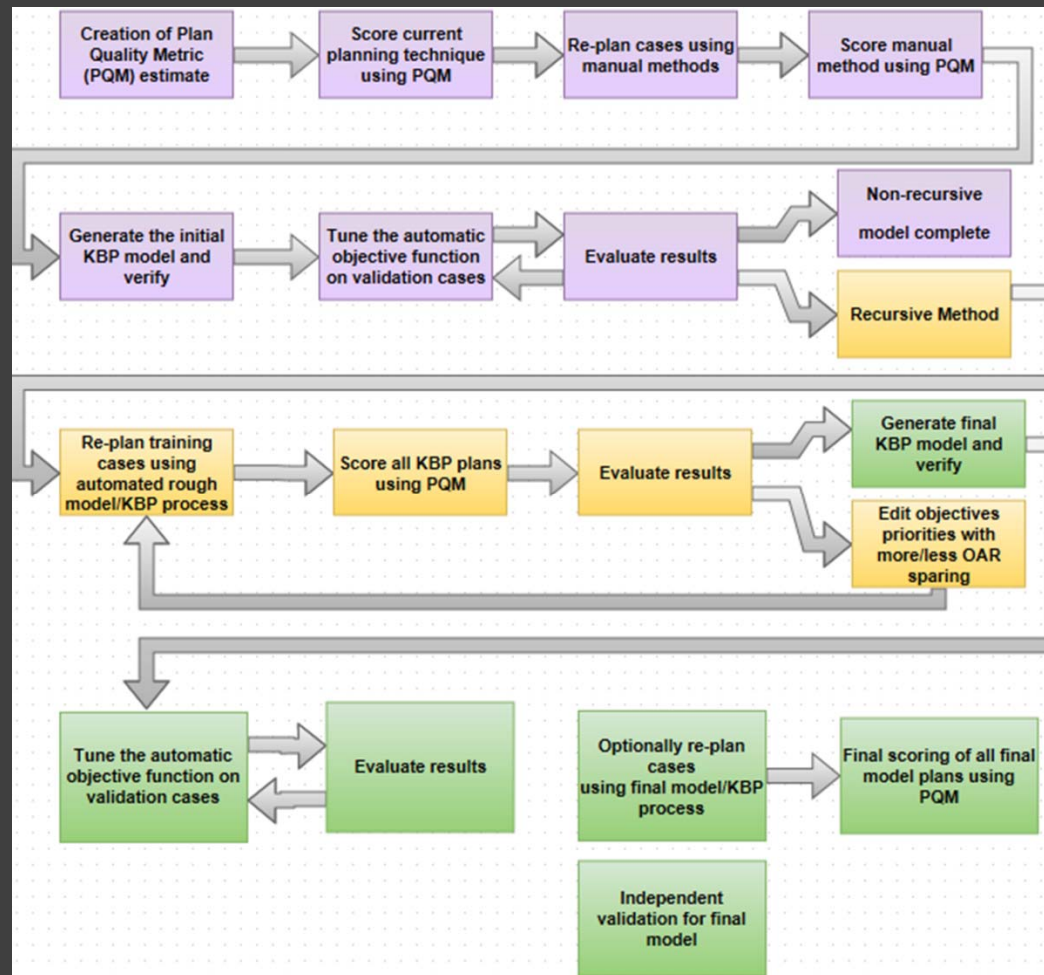 Creation of Plan
Quality Metric
(PQM) estimate
Score current
planning technique
using PQM
Re-plan cases using
manual methods
Score manual
method using PQM
Generate the initial
KBP model and
verify
Tune the automatic
objective function
on validation cases
Evaluate results
Non-recursive
model complete
Recursive Method
Re-plan training
cases using
automated rough
model/KBP process
Score all KBP plans
using PQM
Evaluate results
Generate final
KBP model and
verify
Edit objectives
priorities with
more/less OAR
sparing
Tune the automatic
objective function on
validation cases
Evaluate results
Optionally re-plan
cases
using final model/KBP
process
Final scoring of all final
model plans using
PQM
Independent
validation for final
model